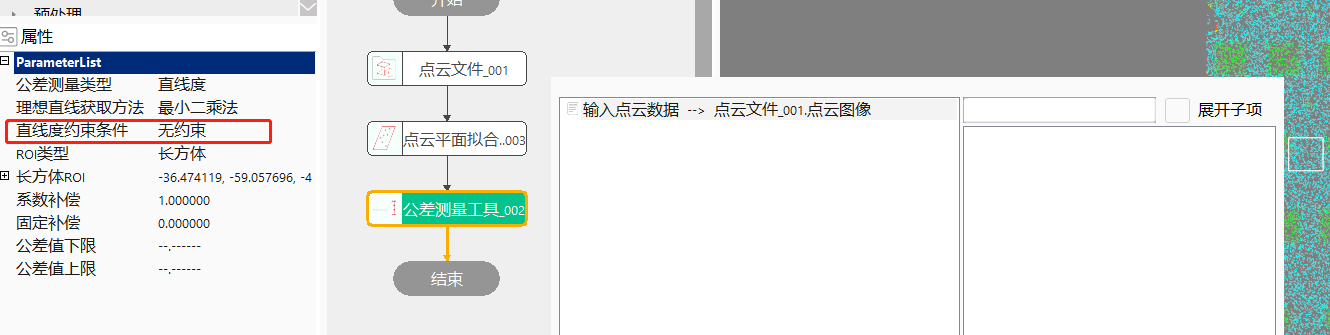 预处理
属性
ParameterList
公差测量类型 直线度
理想直线获取方法 最小二乘法
直线度约束条件 无约束
ROI类型 长方体
长方体ROI -36.474119, -59.057696, -4
系数补偿 1.000000
固定补偿 0.000000
公差值下限 --.------
公差值上限 --.------
开始
点云文件_001
点云平面拟合..003
公差测量工具_002
结束
输入点云数据 --> 点云文件_001.点云图像
展开子项